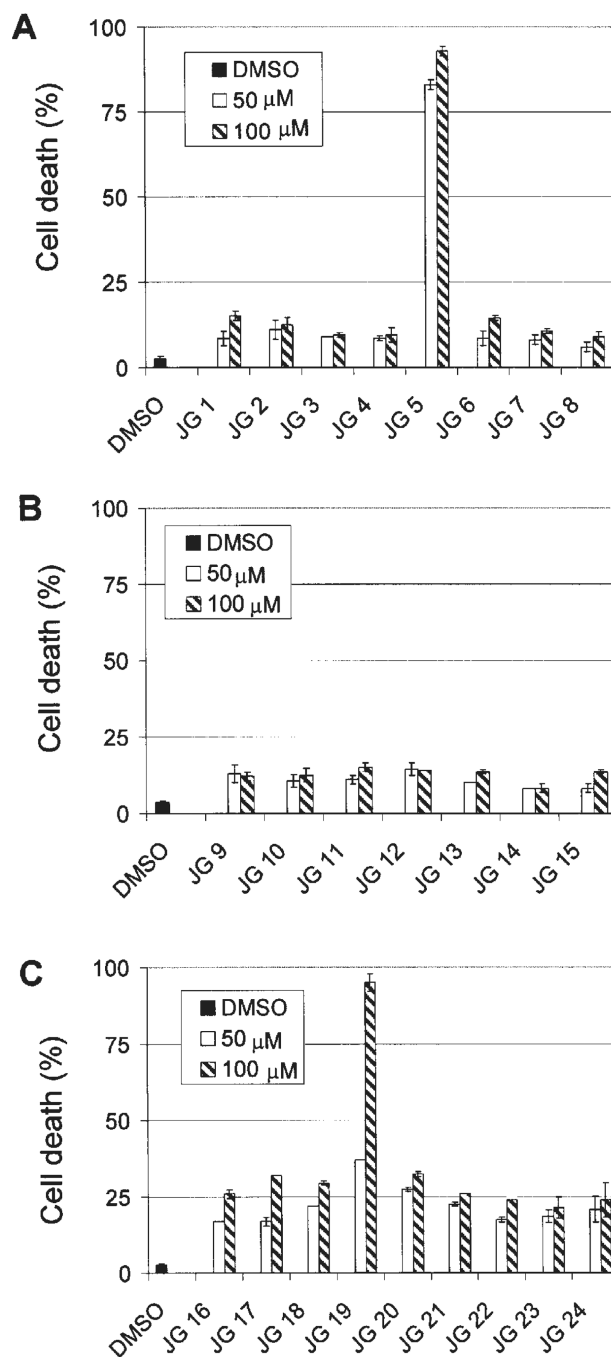 A
Cell death (%)
100
75
50
25
0
DMSO
50 μM
100 μM
DMSO
JG 1
JG 2
JG 3
JG 4
JG 5
JG 6
JG 7
JG 8
B
Cell death (%)
100
75
50
25
0
DMSO
50 μM
100 μM
DMSO
JG 9
JG 10
JG 11
JG 12
JG 13
JG 14
JG 15
C
Cell death (%)
100
75
50
25
0
DMSO
50 μM
100 μM
DMSO
JG 16
JG 17
JG 18
JG 19
JG 20
JG 21
JG 22
JG 23
JG 24